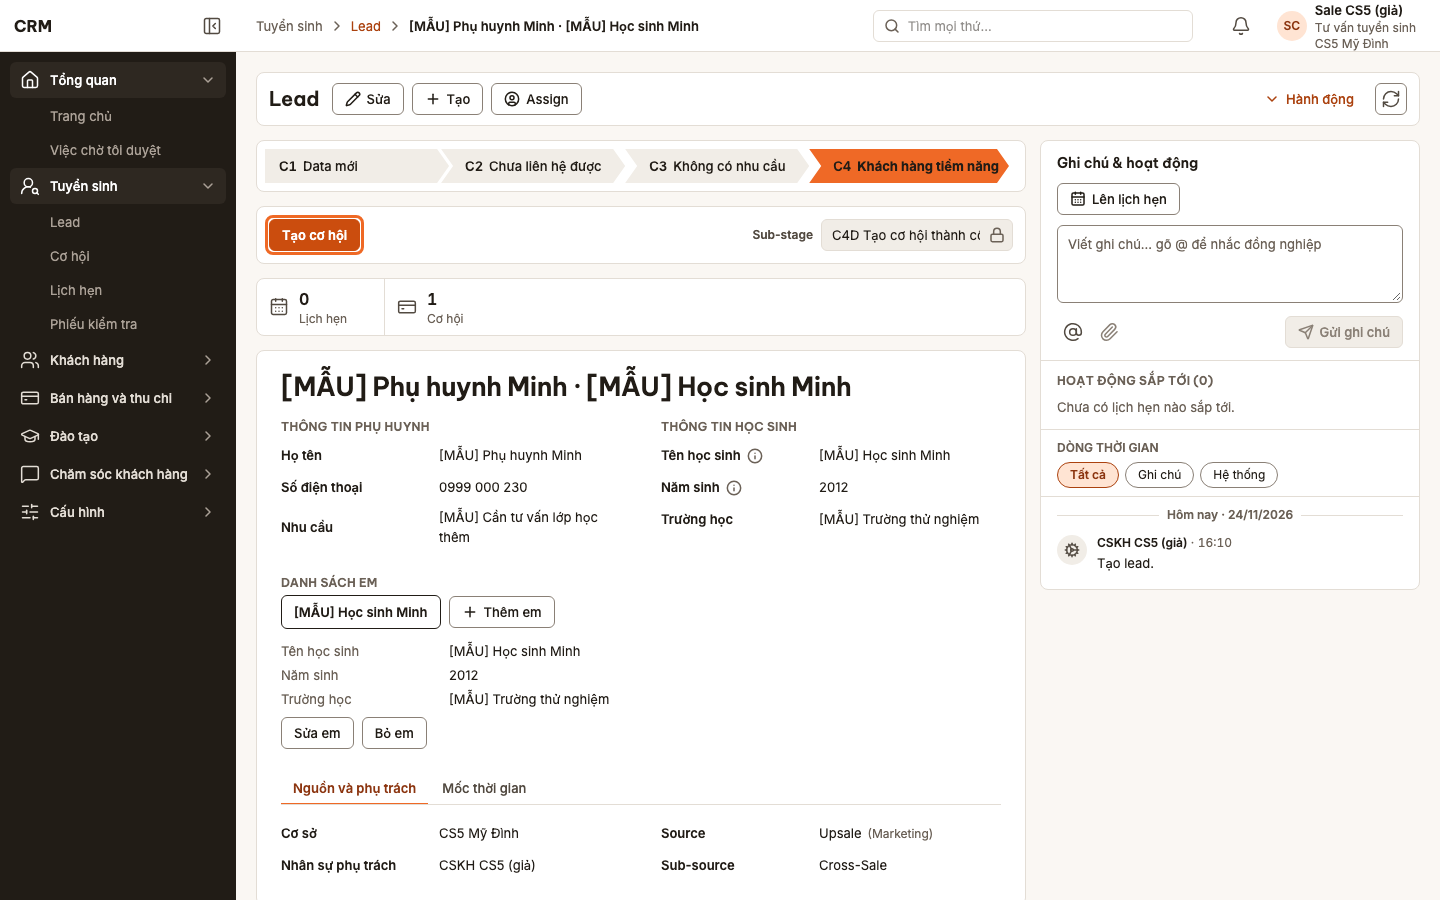 CRM
Tuyển sinh
Lead
[MẪU] Phụ huynh Minh · [MẪU] Học sinh Minh
Tìm mọi thứ...
SC
Sale CS5 (giả)
Tư vấn tuyển sinh
CS5 Mỹ Đình
Tổng quan
Trang chủ
Việc chờ tôi duyệt
Tuyển sinh
Lead
Cơ hội
Lịch hẹn
Phiếu kiểm tra
Khách hàng
Bán hàng và thu chi
Đào tạo
Chăm sóc khách hàng
Cấu hình
Lead
Sửa
Tạo
Assign
Hành động
C1 Data mới
C2 Chưa liên hệ được
C3 Không có nhu cầu
C4 Khách hàng tiềm năng
Tạo cơ hội
Sub-stage
C4D Tạo cơ hội thành cô
0
Lịch hẹn
1
Cơ hội
[MẪU] Phụ huynh Minh · [MẪU] Học sinh Minh
THÔNG TIN PHỤ HUYNH
Họ tên
[MẪU] Phụ huynh Minh
Số điện thoại
0999 000 230
Nhu cầu
[MẪU] Cần tư vấn lớp học
thêm
THÔNG TIN HỌC SINH
Tên học sinh
[MẪU] Học sinh Minh
Năm sinh
2012
Trường học
[MẪU] Trường thử nghiệm
DANH SÁCH EM
[MẪU] Học sinh Minh
Thêm em
Tên học sinh
[MẪU] Học sinh Minh
Năm sinh
2012
Trường học
[MẪU] Trường thử nghiệm
Sửa em
Bỏ em
Nguồn và phụ trách
Mốc thời gian
Cơ sở
CS5 Mỹ Đình
Source
Upsale (Marketing)
Nhân sự phụ trách
CSKH CS5 (giả)
Sub-source
Cross-Sale
Ghi chú & hoạt động
Lên lịch hẹn
Viết ghi chú... gõ @ để nhắc đồng nghiệp
Gửi ghi chú
HOẠT ĐỘNG SẮP TỚI (0)
Chưa có lịch hẹn nào sắp tới.
DÒNG THỜI GIAN
Tất cả
Ghi chú
Hệ thống
Hôm nay · 24/11/2026
CSKH CS5 (giả) · 16:10
Tạo lead.